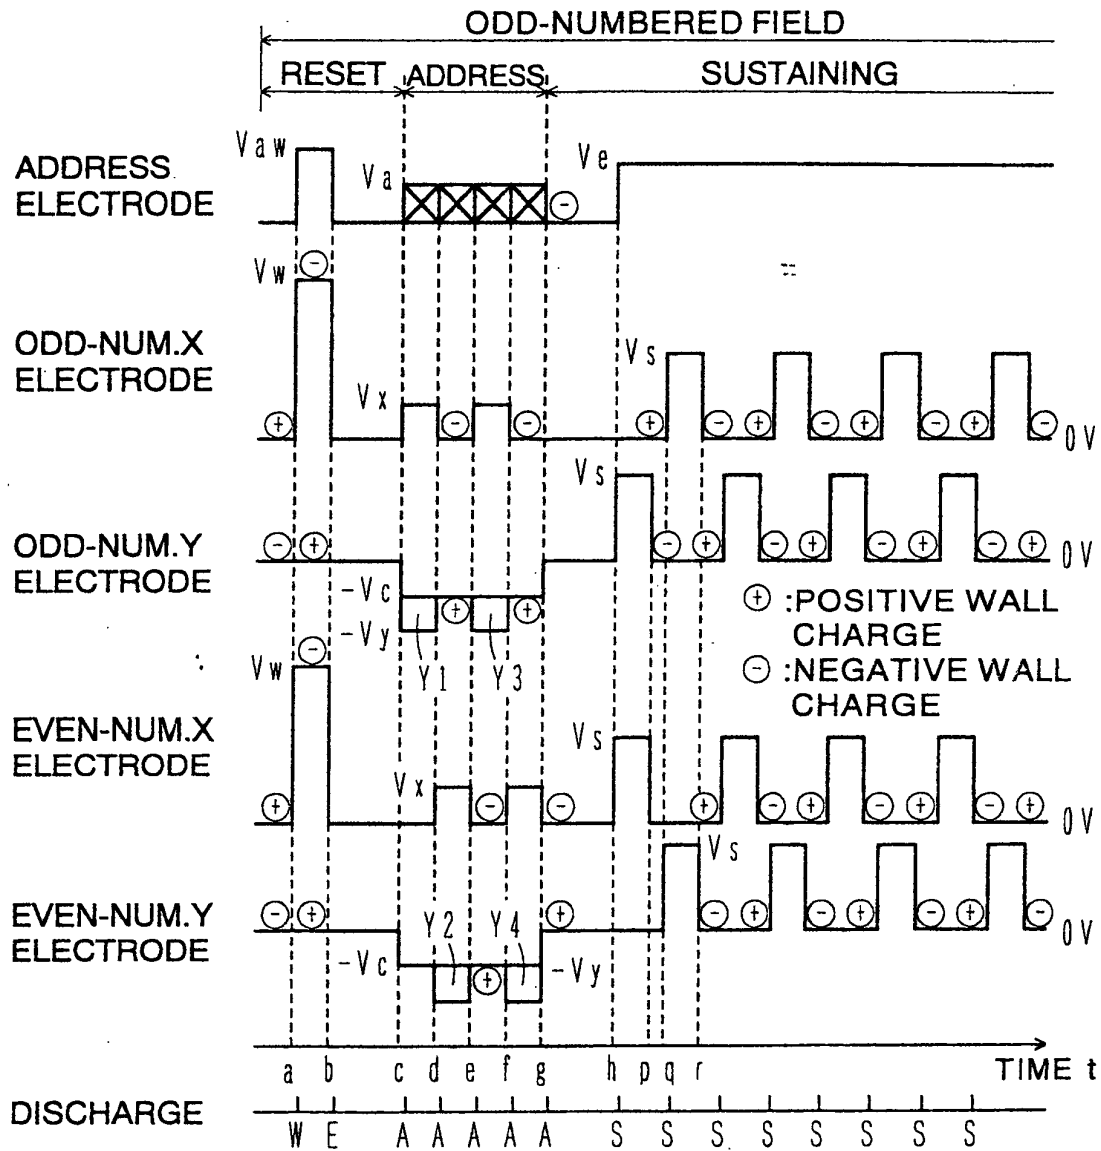 ODD-NUMBERED FIELD
RESET ADDRESS SUSTAINING
ADDRESS
ELECTRODE
Vaw
Va
Ve
−
Vw
−
ODD-NUM.X
ELECTRODE
Vx
Vs
+ − − + − + − + − + −
0V
ODD-NUM.Y
ELECTRODE
Vs
− + − + − + − + − +
0V
−Vc
+ +
−Vy
Y1 Y3
+ :POSITIVE WALL
CHARGE
− :NEGATIVE WALL
CHARGE
Vw
−
EVEN-NUM.X
ELECTRODE
Vx
Vs
+ − − + − + − + − +
0V
EVEN-NUM.Y
ELECTRODE
Vs
− + + − + − + − + −
0V
Y2 Y4
−Vc
+
−Vy
a b c d e f g h p q r
TIME t
DISCHARGE
W E A A A A A S S S S S S S S